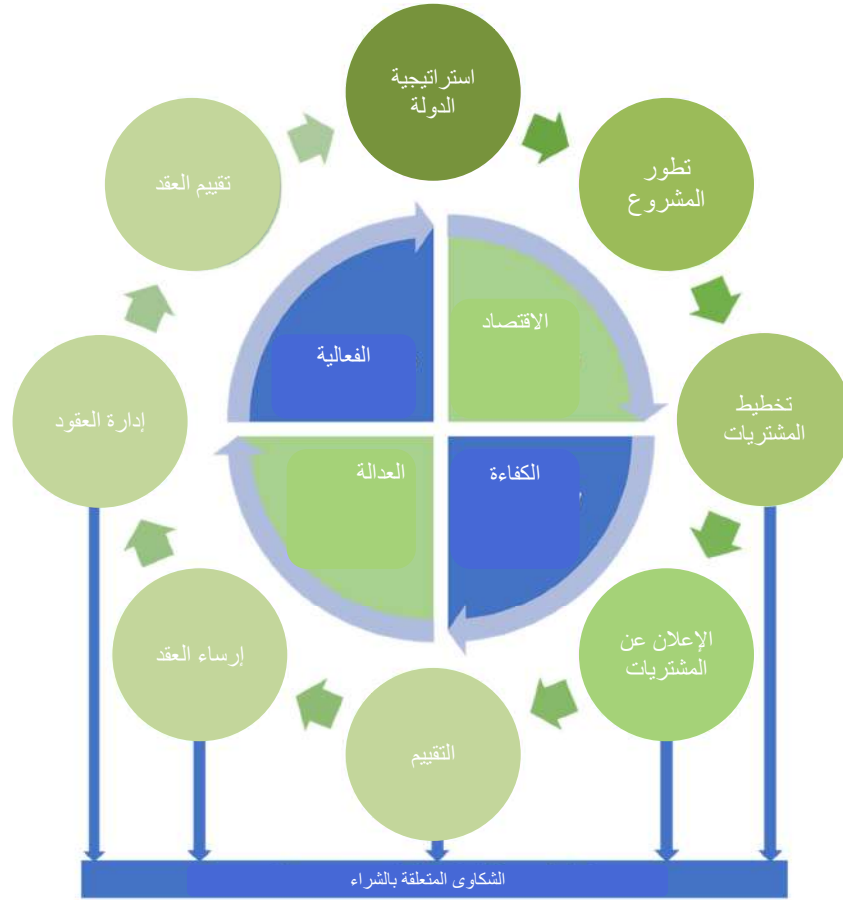 استراتيجية
الدولة
تطور
المشروع
تقييم العقد
الاقتصاد
الفعالية
تخطيط
المشتريات
إدارة العقود
الكفاءة
العدالة
الإعلان عن
المشتريات
إرساء العقد
التقييم
الشكاوى المتعلقة بالشراء